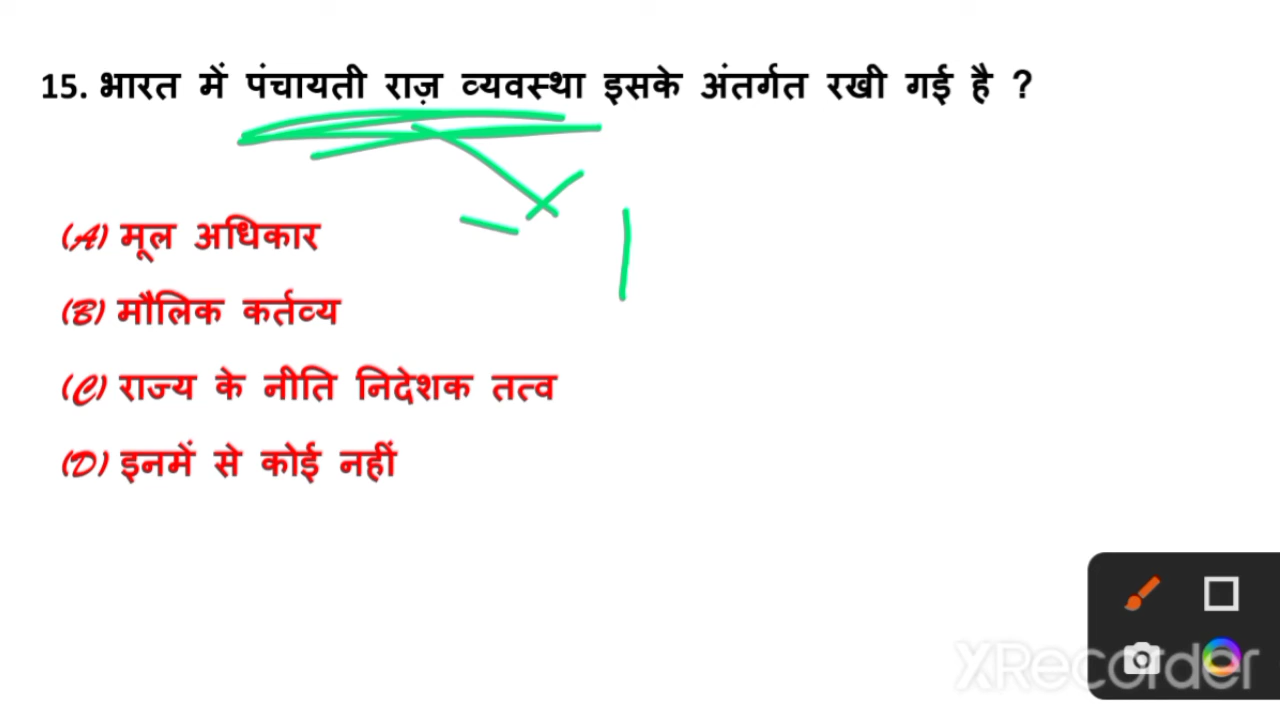 15. भारत में पंचायती राज़ व्यवस्था इसके अंतर्गत रखी गई है ?
(A) मूल अधिकार
(B) मौलिक कर्तव्य
(C) राज्य के नीति निदेशक तत्व
(D) इनमें से कोई नहीं
XRecorder